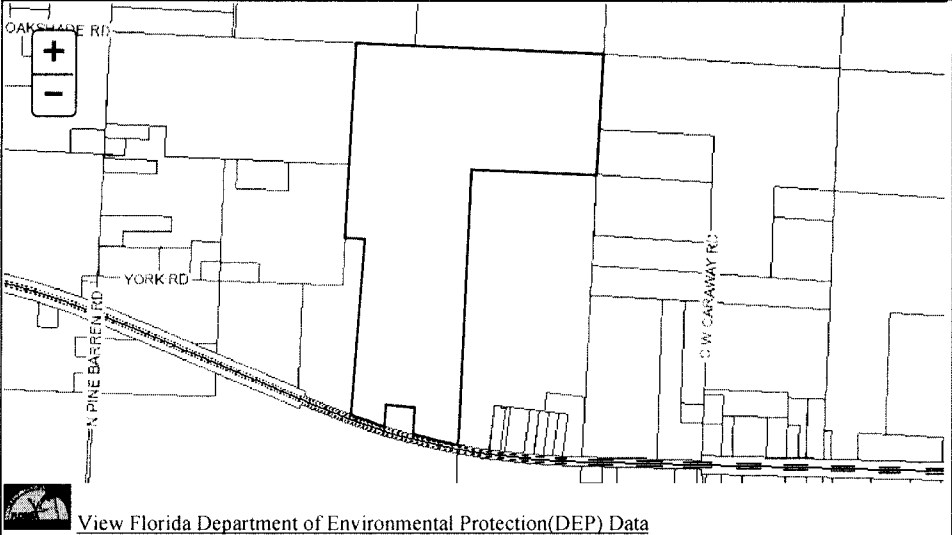 OAKSHADE RD
+
−
YORK RD
N PINE BARREN RD
C W CARAWAY RD
View Florida Department of Environmental Protection(DEP) Data